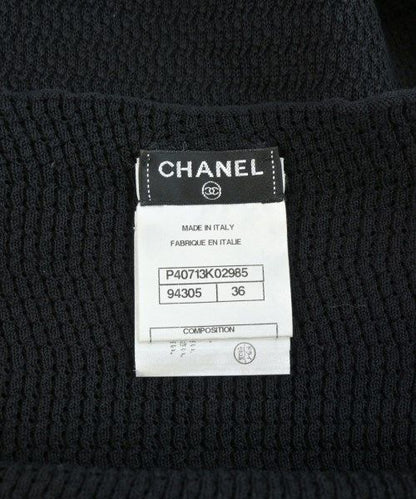 CHANEL
MADE IN ITALY
FABRIQUE EN ITALIE
P40713K02985
94305 36
COMPOSITION